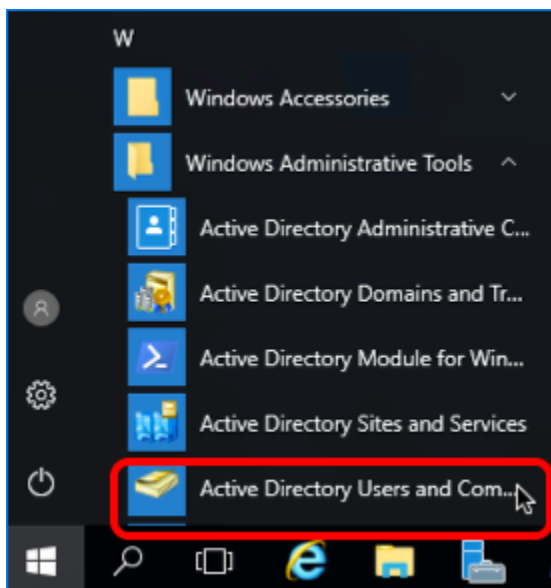 W
Windows Accessories
Windows Administrative Tools
Active Directory Administrative C...
Active Directory Domains and Tr...
Active Directory Module for Win...
Active Directory Sites and Services
Active Directory Users and Com...